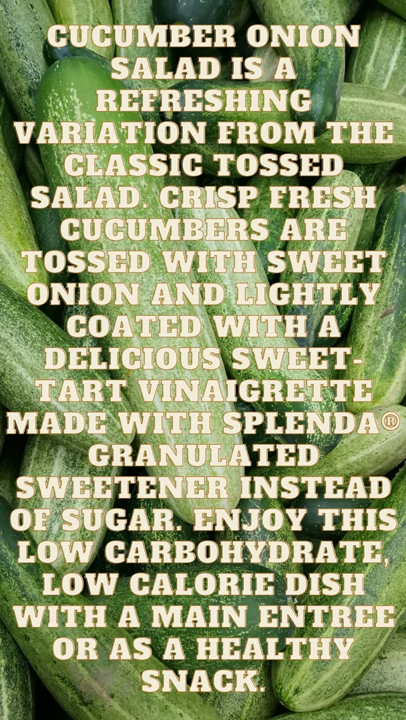 CUCUMBER ONION
SALAD IS A
REFRESHING
VARIATION FROM THE
CLASSIC TOSSED
SALAD. CRISP FRESH
CUCUMBERS ARE
TOSSED WITH SWEET
ONION AND LIGHTLY
COATED WITH A
DELICIOUS SWEET-
TART VINAIGRETTE
MADE WITH SPLENDA®
GRANULATED
SWEETENER INSTEAD
OF SUGAR. ENJOY THIS
LOW CARBOHYDRATE,
LOW CALORIE DISH
WITH A MAIN ENTREE
OR AS A HEALTHY
SNACK.